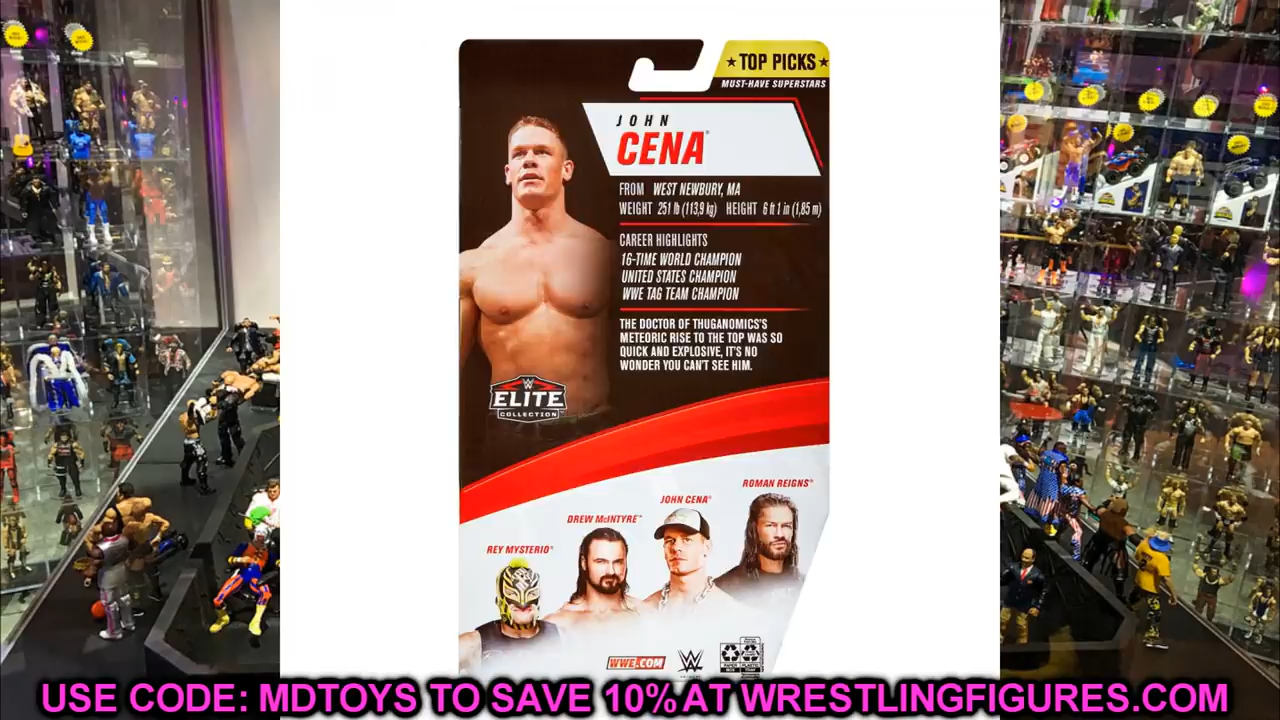 ★TOP PICKS★
MUST-HAVE SUPERSTARS
JOHN
CENA®
FROM WEST NEWBURY, MA
WEIGHT 251 lb (113,9 kg) HEIGHT 6 ft 1 in (1,85 m)
CAREER HIGHLIGHTS
16-TIME WORLD CHAMPION
UNITED STATES CHAMPION
WWE TAG TEAM CHAMPION
THE DOCTOR OF THUGANOMICS'S
METEORIC RISE TO THE TOP WAS SO
QUICK AND EXPLOSIVE, IT'S NO
WONDER YOU CAN'T SEE HIM.
W
ELITE
COLLECTION
ROMAN REIGNS®
JOHN CENA®
DREW McINTYRE™
REY MYSTERIO®
WWE.COM
USE CODE: MDTOYS TO SAVE 10% AT WRESTLINGFIGURES.COM